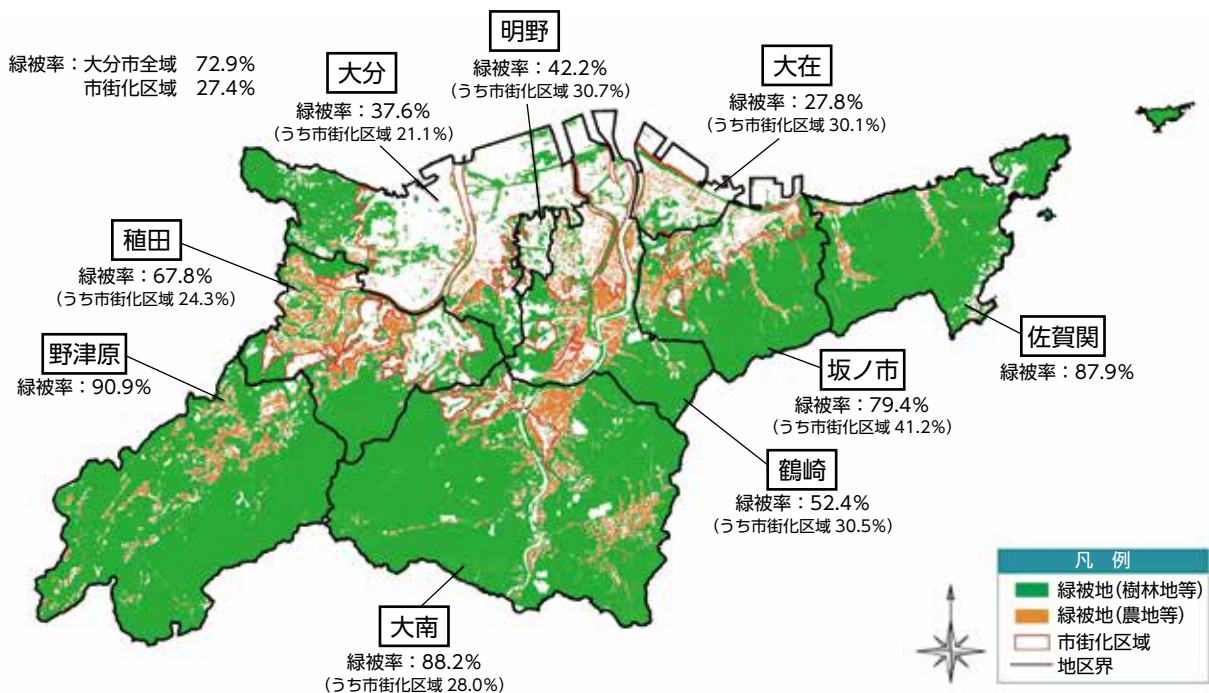 緑被率：大分市全域 72.9%
市街化区域 27.4%
大分
緑被率：37.6%
(うち市街化区域 21.1%)
明野
緑被率：42.2%
(うち市街化区域 30.7%)
大在
緑被率：27.8%
(うち市街化区域 30.1%)
稙田
緑被率：67.8%
(うち市街化区域 24.3%)
野津原
緑被率：90.9%
佐賀関
緑被率：87.9%
坂ノ市
緑被率：79.4%
(うち市街化区域 41.2%)
鶴崎
緑被率：52.4%
(うち市街化区域 30.5%)
大南
緑被率：88.2%
(うち市街化区域 28.0%)
凡 例
緑被地(樹林地等)
緑被地(農地等)
市街化区域
地区界